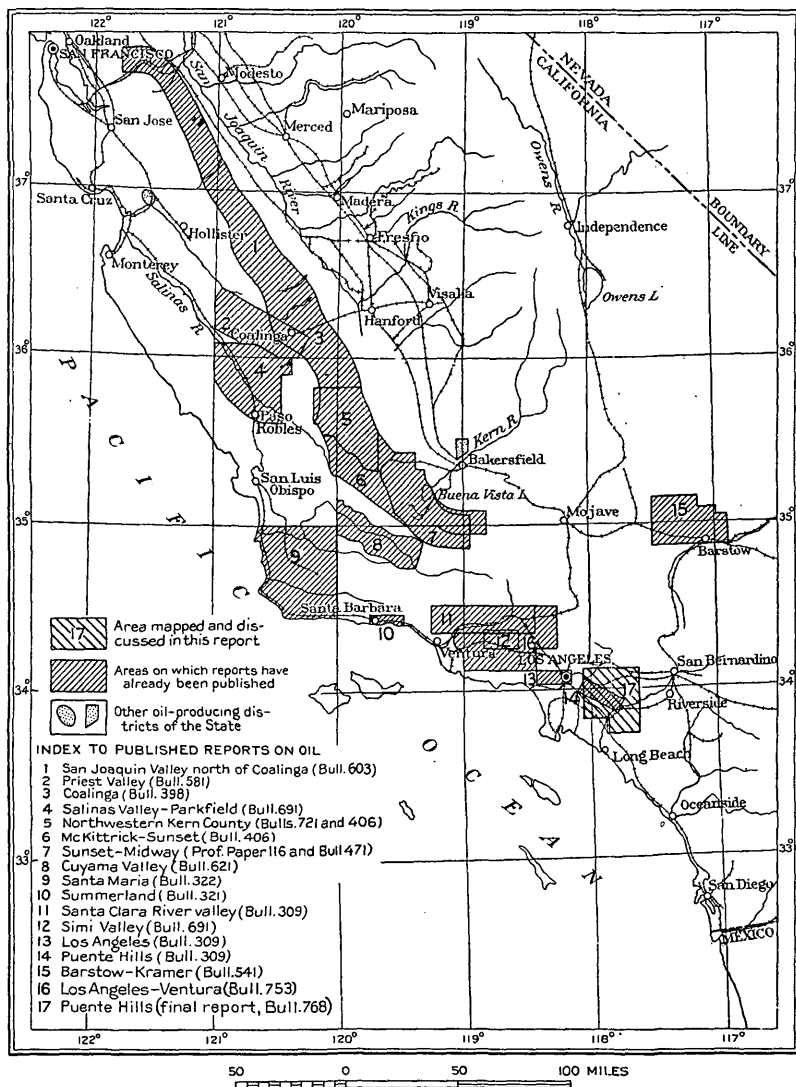 122° 121° 120° 119° 118° 117°
Oakland
SAN FRANCISCO
Modesto
San Joaquin River
Mariposa
San Jose
Merced
NEVADA
CALIFORNIA
BOUNDARY LINE
Owens R
37° 37°
Santa Cruz
Madera
Kings R
Independence
Hollister
1
Fresno
Monterey
Salinas R
Visalia
Owens L
Hanford
2
Coalinga
3
36° 36°
4
Paso Robles
5
Kern R
Bakersfield
San Luis Obispo
6
Buena Vista L
Mojave
15
35° 35°
7
8
Barstow
9
PACIFIC OCEAN
Santa Barbara
10
11
12
16
Ventura
LOS ANGELES
San Bernardino
13
14
17
Riverside
34° 34°
Long Beach
Oceanside
33° 33°
San Diego
MEXICO
17 Area mapped and dis-
cussed in this report
Areas on which reports have
already been published
Other oil-producing dis-
tricts of the State
INDEX TO PUBLISHED REPORTS ON OIL
1 San Joaquin Valley north of Coalinga (Bull. 603)
2 Priest Valley (Bull. 581)
3 Coalinga (Bull. 398)
4 Salinas Valley-Parkfield (Bull. 691)
5 Northwestern Kern County (Bulls. 721 and 406)
6 McKittrick-Sunset (Bull. 406)
7 Sunset-Midway (Prof. Paper 116 and Bull 471)
8 Cuyama Valley (Bull. 621)
9 Santa Maria (Bull. 322)
10 Summerland (Bull. 321)
11 Santa Clara River valley (Bull. 309)
12 Simi Valley (Bull. 691)
13 Los Angeles (Bull. 309)
14 Puente Hills (Bull. 309)
15 Barstow-Kramer (Bull. 541)
16 Los Angeles-Ventura (Bull. 753)
17 Puente Hills (final report, Bull. 768)
122° 121° 120° 119° 118° 117°
50 0 50 100 MILES